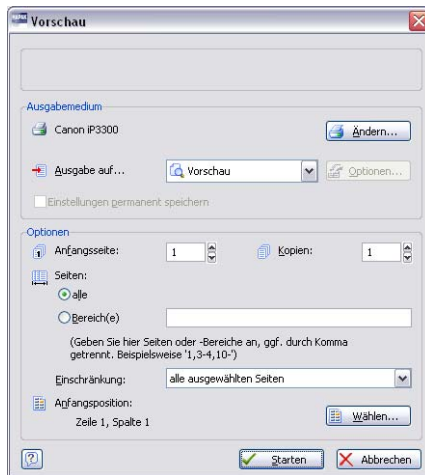 Vorschau
Ausgabemedium
Canon iP3300
Ändern...
Ausgabe auf...
Vorschau
Optionen...
Einstellungen permanent speichern
Optionen
Anfangsseite:
1
Kopien:
1
Seiten:
alle
Bereich(e)
(Geben Sie hier Seiten oder -Bereiche an, ggf. durch Komma
getrennt. Beispielsweise '1,3-4,10-')
Einschränkung:
alle ausgewählten Seiten
Anfangsposition:
Zeile 1, Spalte 1
Wählen...
?
Starten
Abbrechen